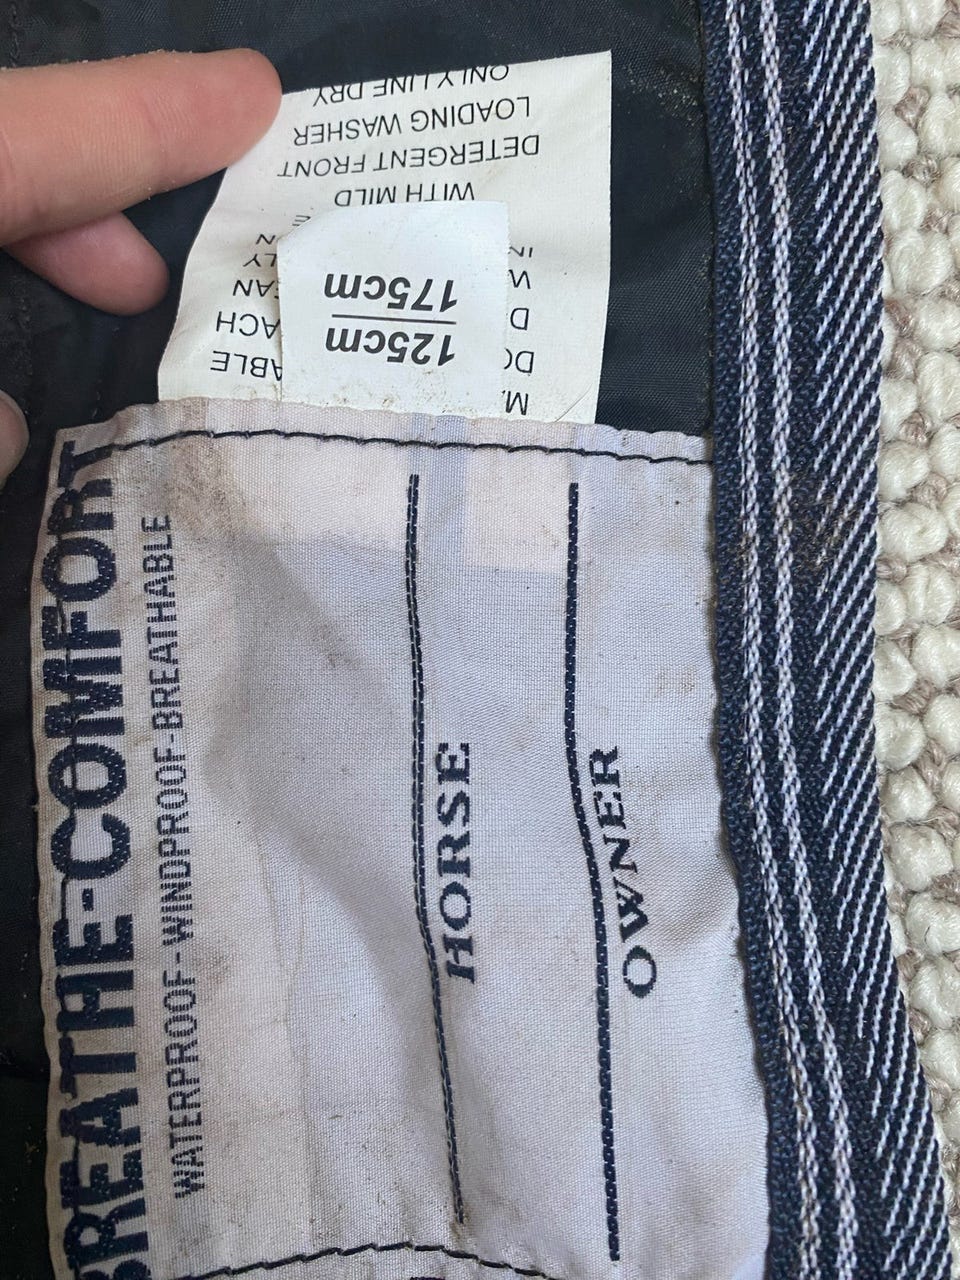 125cm
175cm
WITH MILD
DETERGENT FRONT
LOADING WASHER
ONLY LINE DRY
BREATHE-COMFORT
WATERPROOF-WINDPROOF-BREATHABLE
HORSE
OWNER